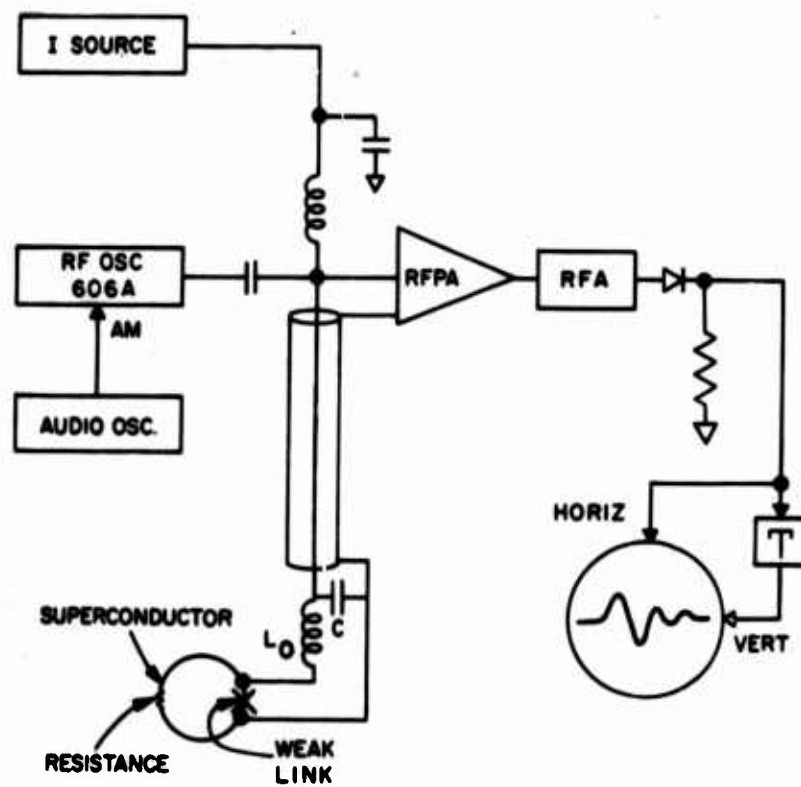 I SOURCE
RF OSC
606A
AM
AUDIO OSC.
RFPA
RFA
HORIZ
T
VERT
SUPERCONDUCTOR
L0
C
RESISTANCE
WEAK
LINK